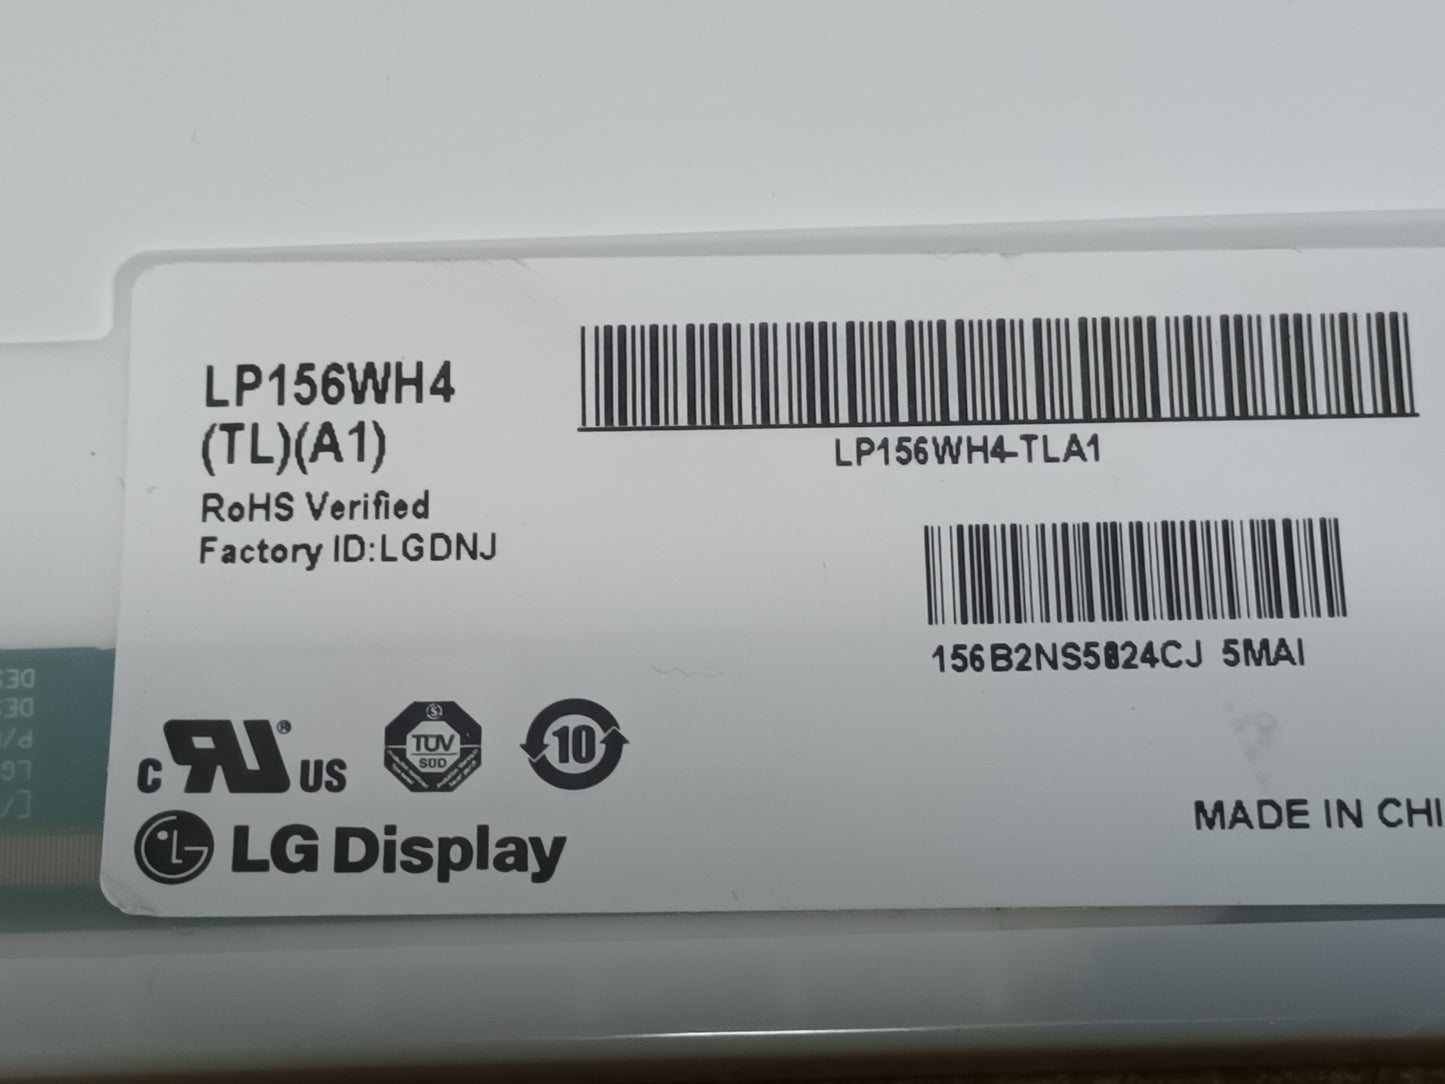 LP156WH4
(TL)(A1)
RoHS Verified
Factory ID:LGDNJ
LP156WH4-TLA1
5MAI
c RU® US
TUV
SUD
10
LG Display
MADE IN CHI